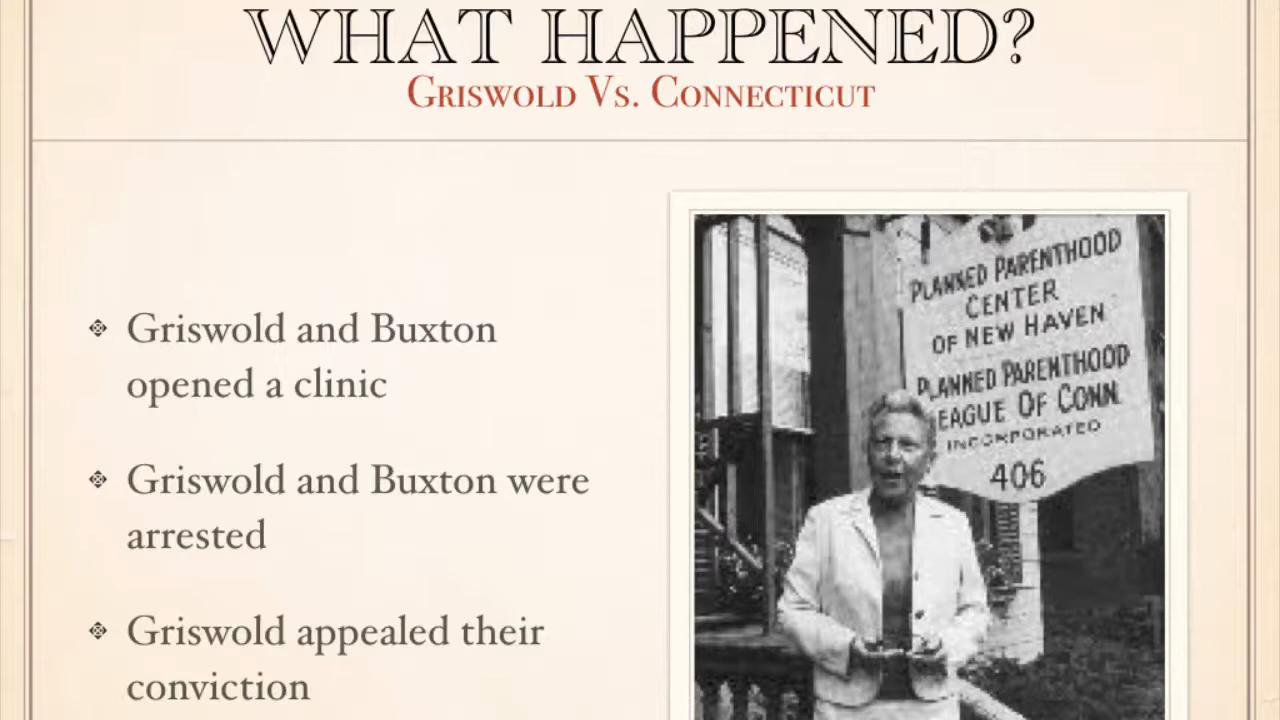 WHAT HAPPENED?
Griswold Vs. Connecticut
Griswold and Buxton
opened a clinic
Griswold and Buxton were
arrested
Griswold appealed their
conviction
PLANNED PARENTHOOD
CENTER
OF NEW HAVEN
PLANNED PARENTHOOD
EAGUE OF CONN.
INCORPORATED
406